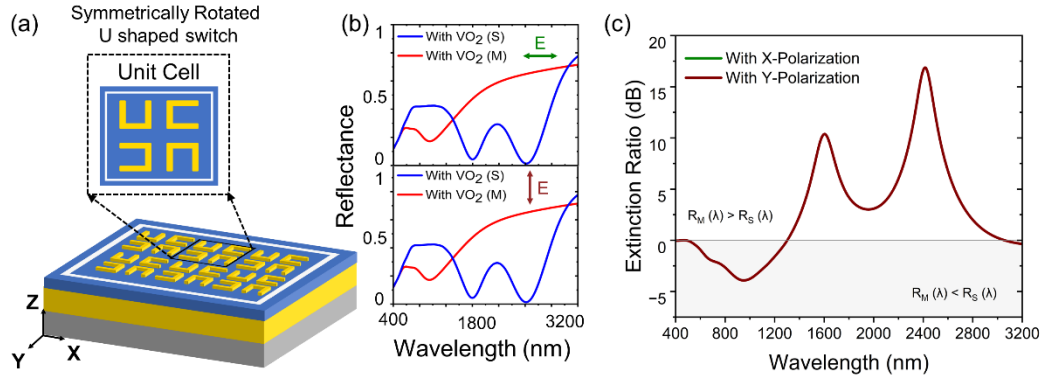 (a)
Symmetrically Rotated
U shaped switch
Unit Cell
Z
Y
X
(b)
Reflectance
1
0.5
0
With VO2 (S)
With VO2 (M)
E
1
0.5
0
With VO2 (S)
With VO2 (M)
E
400 1800 3200
Wavelength (nm)
(c)
Extinction Ratio (dB)
20
15
10
5
0
−5
With X-Polarization
With Y-Polarization
RM (λ) > RS (λ)
RM (λ) < RS (λ)
400 800 1200 1600 2000 2400 2800 3200
Wavelength (nm)